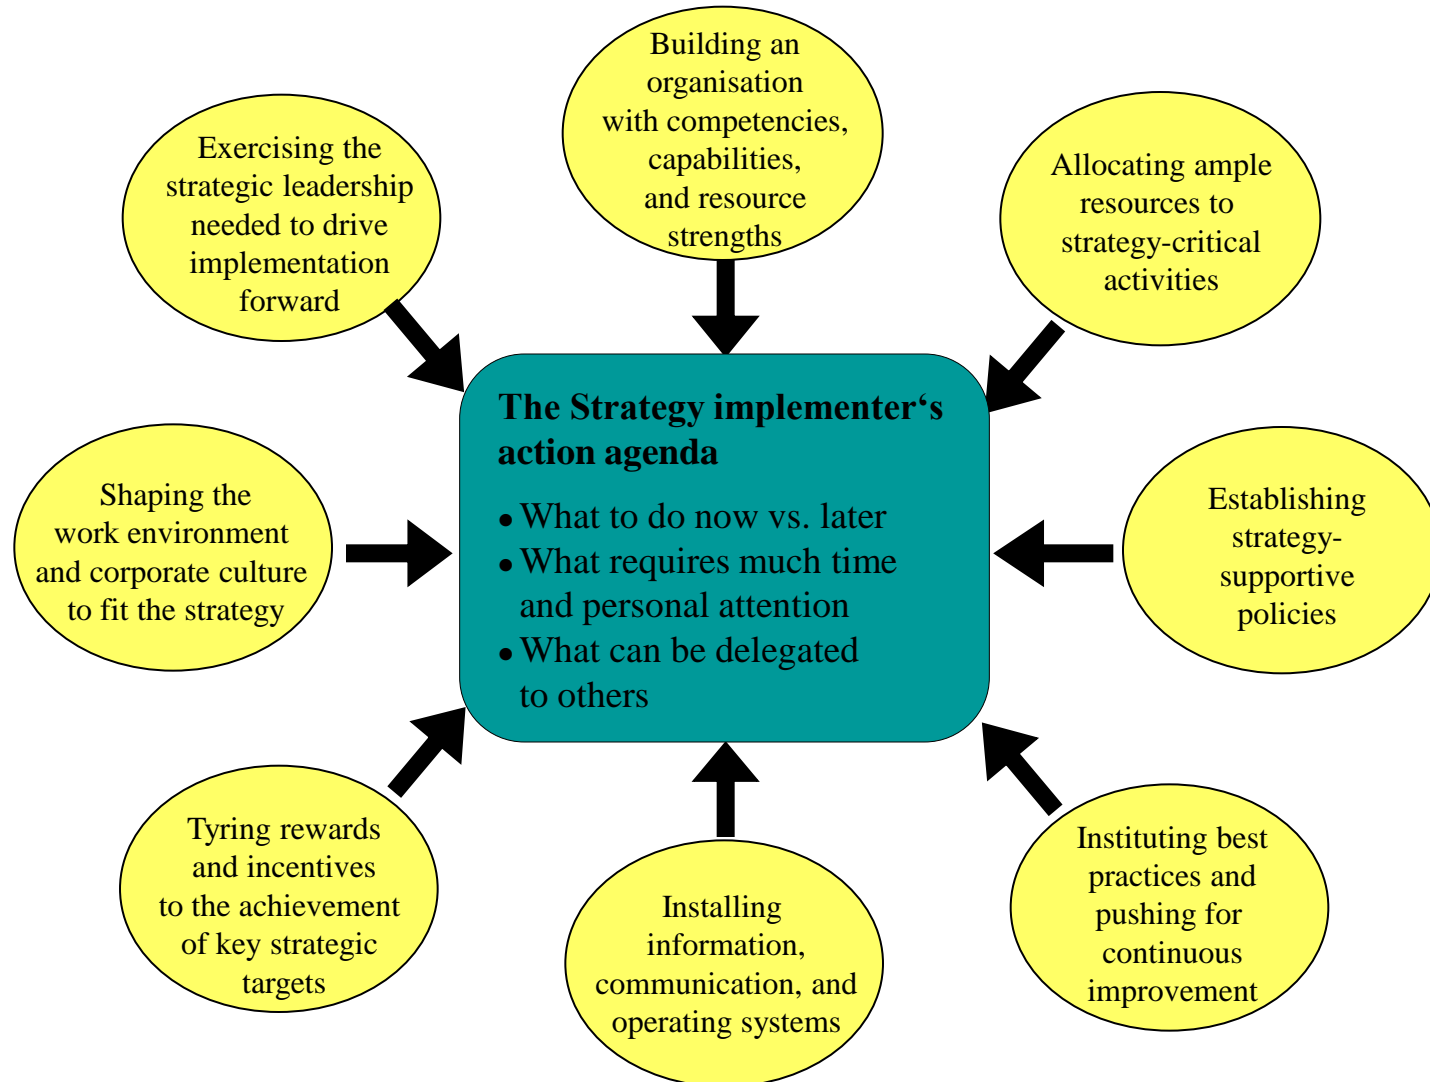 Building an
organisation
with competencies,
capabilities,
and resource
strengths
Exercising the
strategic leadership
needed to drive
implementation
forward
Allocating ample
resources to
strategy-critical
activities
The Strategy implementer‘s
action agenda
• What to do now vs. later
• What requires much time
and personal attention
• What can be delegated
to others
Shaping the
work environment
and corporate culture
to fit the strategy
Establishing
strategy-
supportive
policies
Tyring rewards
and incentives
to the achievement
of key strategic
targets
Installing
information,
communication, and
operating systems
Instituting best
practices and
pushing for
continuous
improvement